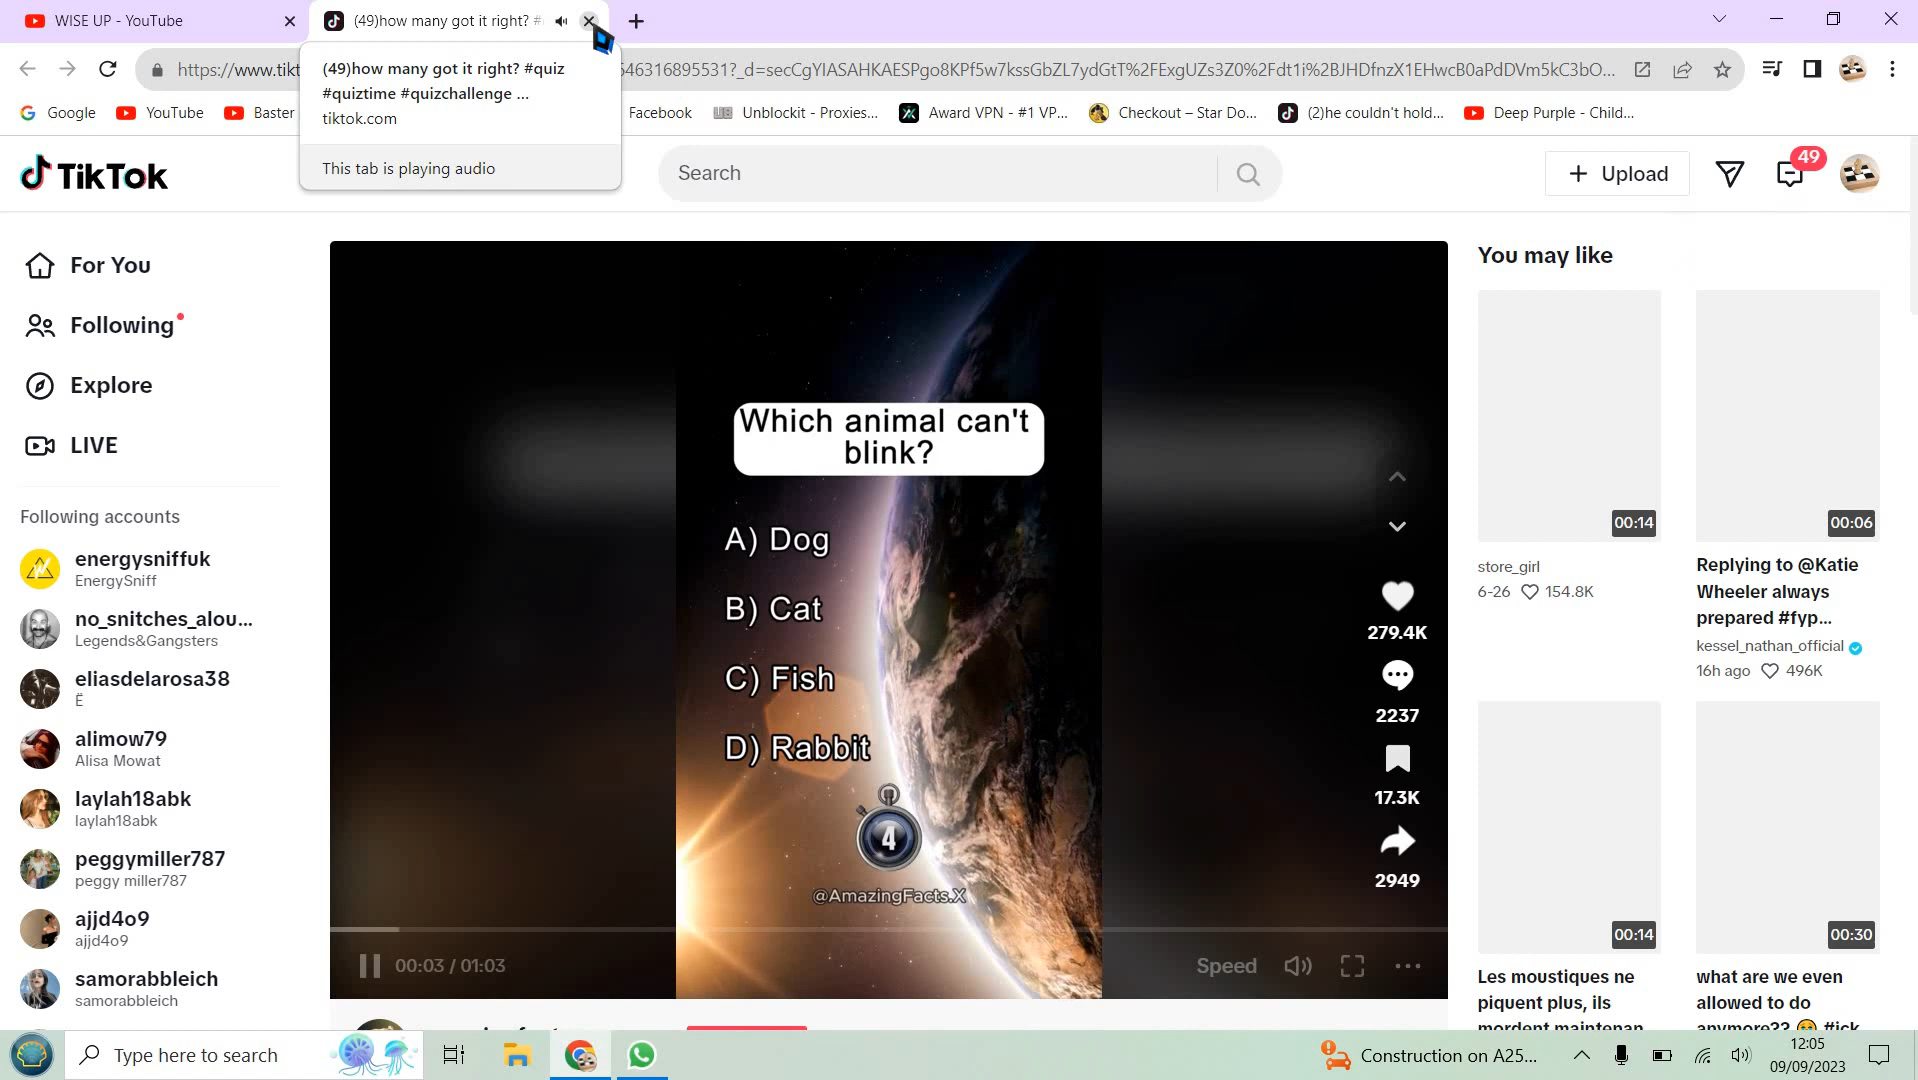 WISE UP - YouTube
(49)how many got it right? #
https://www.tikt
546316895531?_d=secCgYIASAHKAESPgo8KPf5w7kssGbZL7ydGtT%2FExgUZs3Z0%2Fdt1i%2BJHDfnzX1EHwcB0aPdDVm5kC3bO...
(49)how many got it right? #quiz
#quiztime #quizchallenge ...
tiktok.com
This tab is playing audio
Google
YouTube
Baster
Facebook
Unblockit - Proxies...
Award VPN - #1 VP...
Checkout – Star Do...
(2)he couldn't hold...
Deep Purple - Child...
TikTok
Search
Upload
49
For You
Following
Explore
LIVE
Following accounts
energysniffuk
EnergySniff
no_snitches_alou...
Legends&Gangsters
eliasdelarosa38
Ë
alimow79
Alisa Mowat
laylah18abk
laylah18abk
peggymiller787
peggy miller787
ajjd4o9
ajjd4o9
samorabbleich
samorabbleich
Which animal can't
blink?
A) Dog
B) Cat
C) Fish
D) Rabbit
4
@AmazingFacts.X
279.4K
2237
17.3K
2949
00:03 / 01:03
Speed
You may like
00:14
store_girl
6-26 154.8K
00:06
Replying to @Katie
Wheeler always
prepared #fyp...
kessel_nathan_official
16h ago 496K
00:14
Les moustiques ne
piquent plus, ils
mordent maintenan
00:30
what are we even
allowed to do
anymore?? 😭 #ick
Type here to search
Construction on A25...
12:05
09/09/2023